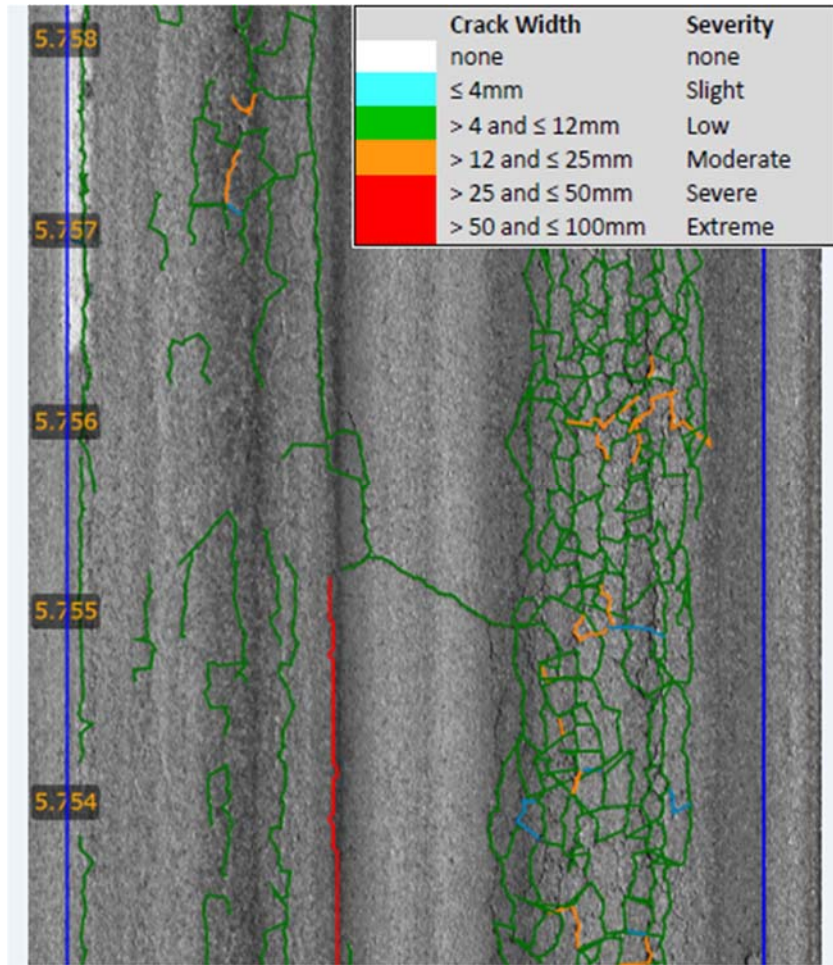 5.758
Crack Width Severity
none none
≤ 4mm Slight
> 4 and ≤ 12mm Low
> 12 and ≤ 25mm Moderate
> 25 and ≤ 50mm Severe
> 50 and ≤ 100mm Extreme
5.757
5.756
5.755
5.754